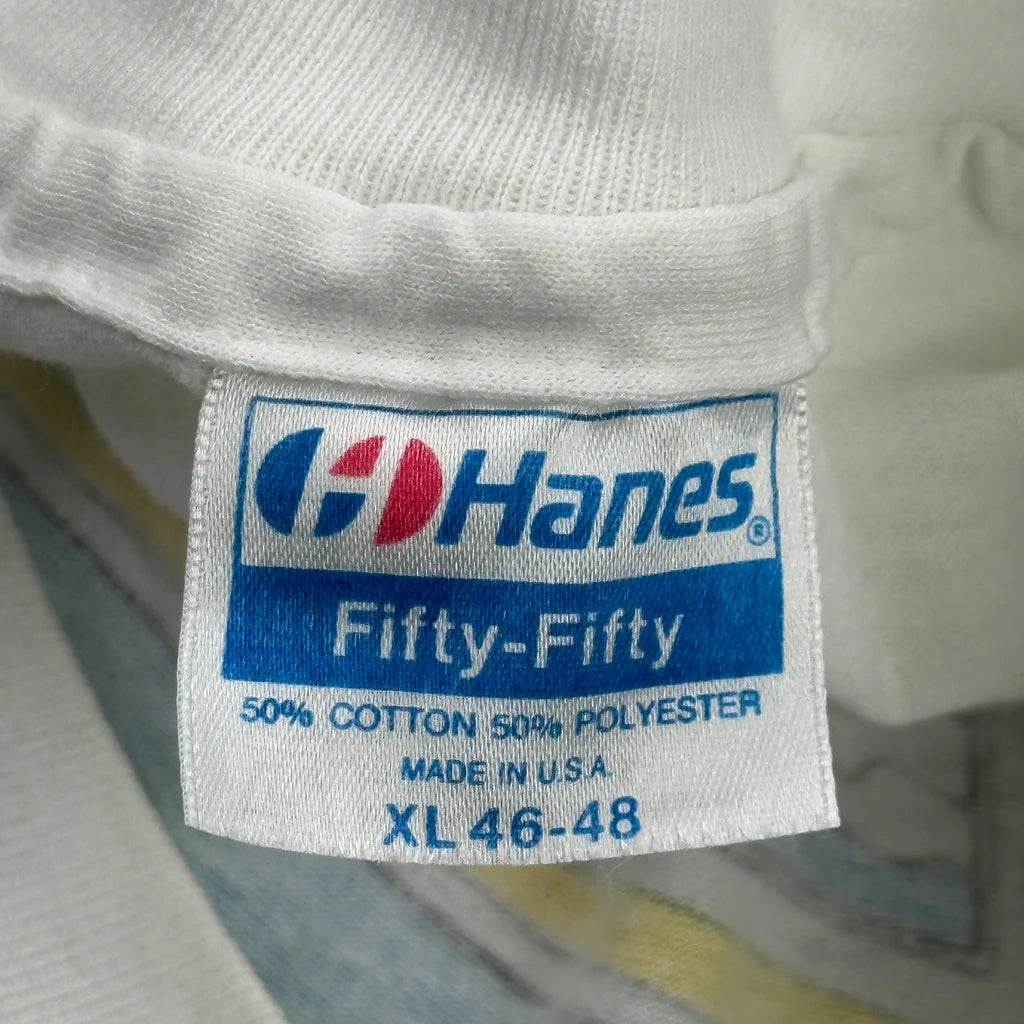 Hanes®
Fifty-Fifty
50% COTTON 50% POLYESTER
MADE IN U.S.A.
XL 46-48